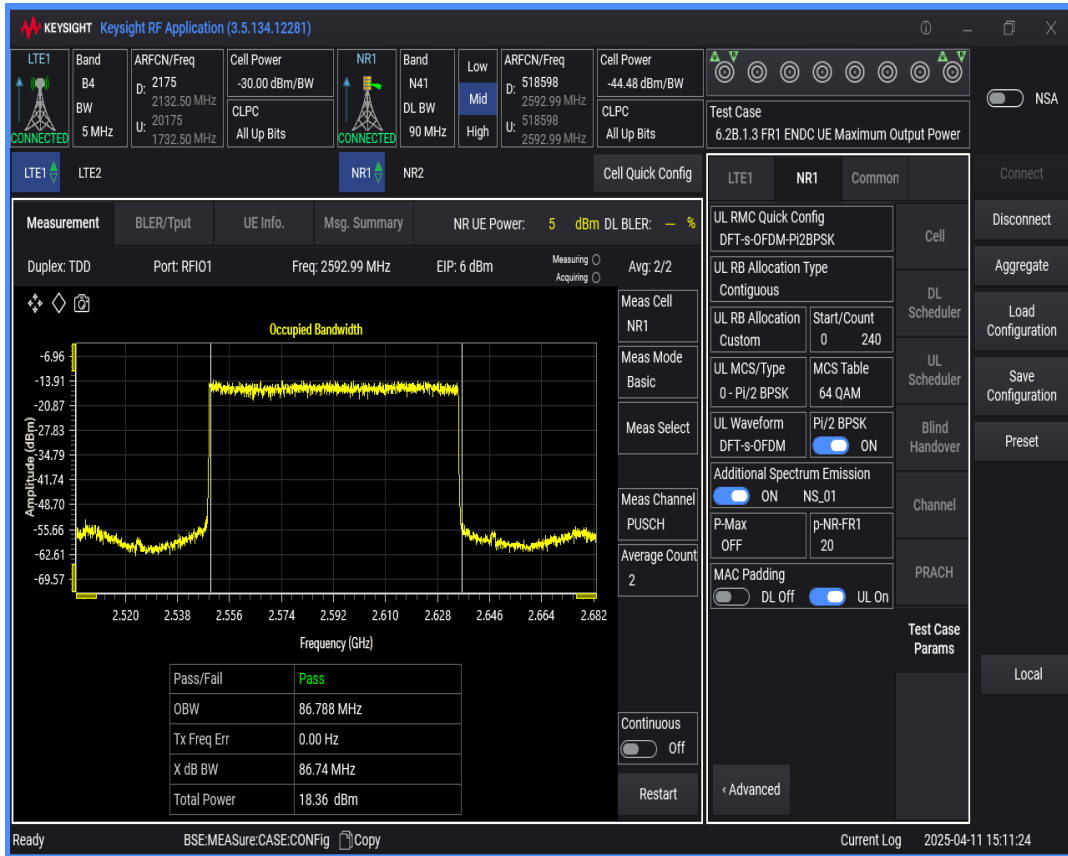 KEYSIGHT Keysight RF Application (3.5.134.12281)
LTE1
CONNECTED
Band
B4
BW
5 MHz
ARFCN/Freq
D: 2175
2132.50 MHz
U: 20175
1732.50 MHz
Cell Power
-30.00 dBm/BW
CLPC
All Up Bits
NR1
CONNECTED
Band
N41
DL BW
90 MHz
Low
Mid
High
ARFCN/Freq
D: 518598
2592.99 MHz
U: 518598
2592.99 MHz
Cell Power
-44.48 dBm/BW
CLPC
All Up Bits
Test Case
6.2B.1.3 FR1 ENDC UE Maximum Output Power
NSA
LTE1 LTE2 NR1 NR2 Cell Quick Config
Measurement BLER/Tput UE Info. Msg. Summary NR UE Power: 5 dBm DL BLER: — %
Duplex: TDD Port: RFIO1 Freq: 2592.99 MHz EIP: 6 dBm Measuring Acquiring Avg: 2/2
Occupied Bandwidth
Amplitude (dBm)
-6.96
-13.91
-20.87
-27.83
-34.79
-41.74
-48.70
-55.66
-62.61
-69.57
2.520 2.538 2.556 2.574 2.592 2.610 2.628 2.646 2.664 2.682
Frequency (GHz)
Pass/Fail Pass
OBW 86.788 MHz
Tx Freq Err 0.00 Hz
X dB BW 86.74 MHz
Total Power 18.36 dBm
Meas Cell
NR1
Meas Mode
Basic
Meas Select
Meas Channel
PUSCH
Average Count
2
Continuous
Off
Restart
LTE1 NR1 Common
UL RMC Quick Config
DFT-s-OFDM-Pi2BPSK
UL RB Allocation Type
Contiguous
UL RB Allocation
Custom
Start/Count
0 240
UL MCS/Type
0 - Pi/2 BPSK
MCS Table
64 QAM
UL Waveform
DFT-s-OFDM
Pi/2 BPSK
ON
Additional Spectrum Emission
ON NS_01
P-Max
OFF
p-NR-FR1
20
MAC Padding
DL Off UL On
‹ Advanced
Cell
DL
Scheduler
UL
Scheduler
Blind
Handover
Channel
PRACH
Test Case
Params
Connect
Disconnect
Aggregate
Load
Configuration
Save
Configuration
Preset
Local
Ready BSE:MEASure:CASE:CONFig Copy Current Log 2025-04-11 15:11:24